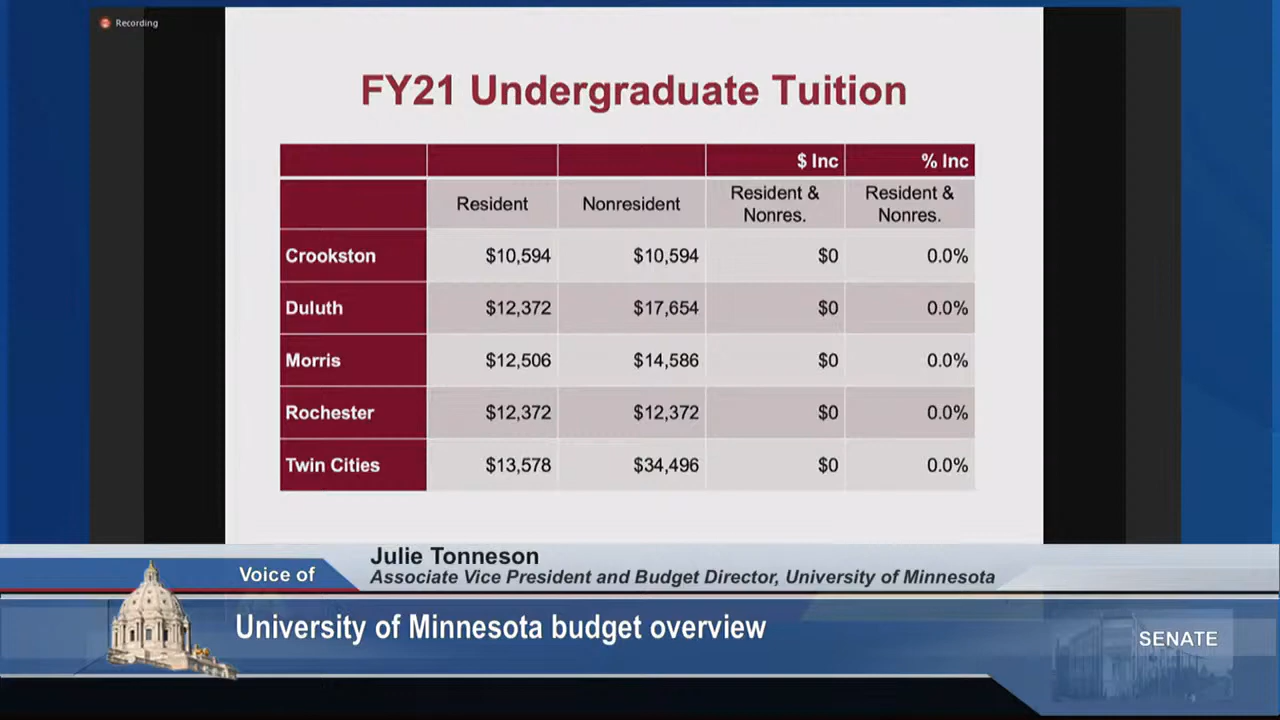 Recording
FY21 Undergraduate Tuition
$ Inc % Inc
Resident Nonresident Resident & Nonres. Resident & Nonres.
Crookston $10,594 $10,594 $0 0.0%
Duluth $12,372 $17,654 $0 0.0%
Morris $12,506 $14,586 $0 0.0%
Rochester $12,372 $12,372 $0 0.0%
Twin Cities $13,578 $34,496 $0 0.0%
Voice of
Julie Tonneson
Associate Vice President and Budget Director, University of Minnesota
University of Minnesota budget overview
SENATE